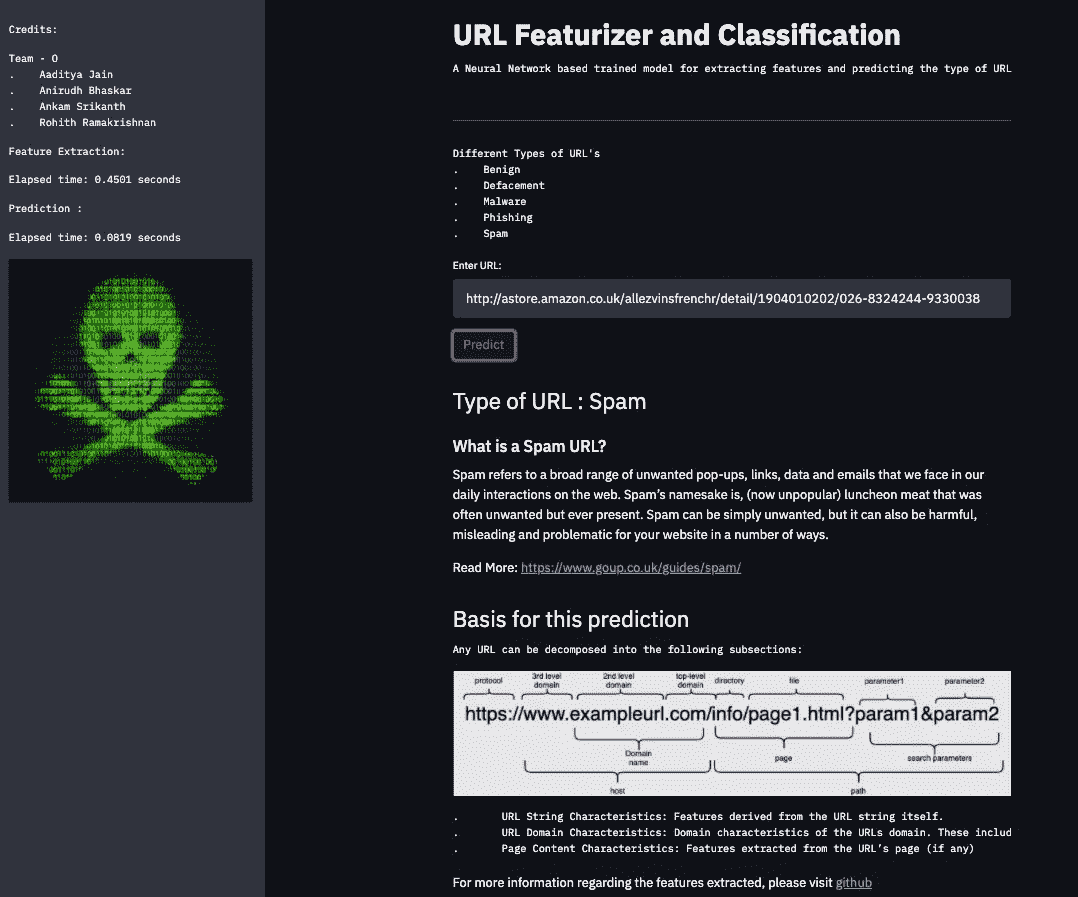 Credits:
Team - O
. Aaditya Jain
. Anirudh Bhaskar
. Ankam Srikanth
. Rohith Ramakrishnan
Feature Extraction:
Elapsed time: 0.4501 seconds
Prediction :
Elapsed time: 0.0819 seconds
URL Featurizer and Classification
A Neural Network based trained model for extracting features and predicting the type of URL
Different Types of URL's
. Benign
. Defacement
. Malware
. Phishing
. Spam
Enter URL:
http://astore.amazon.co.uk/allezvinsfrenchr/detail/1904010202/026-8324244-9330038
Predict
Type of URL : Spam
What is a Spam URL?
Spam refers to a broad range of unwanted pop-ups, links, data and emails that we face in our
daily interactions on the web. Spam’s namesake is, (now unpopular) luncheon meat that was
often unwanted but ever present. Spam can be simply unwanted, but it can also be harmful,
misleading and problematic for your website in a number of ways.
Read More: https://www.goup.co.uk/guides/spam/
Basis for this prediction
Any URL can be decomposed into the following subsections:
protocol 3rd level domain 2nd level domain top-level domain directory file parameter1 parameter2
https://www.exampleurl.com/info/page1.html?param1&param2
Domain name page search parameters
host path
. URL String Characteristics: Features derived from the URL string itself.
. URL Domain Characteristics: Domain characteristics of the URLs domain. These includ
. Page Content Characteristics: Features extracted from the URL’s page (if any)
For more information regarding the features extracted, please visit github